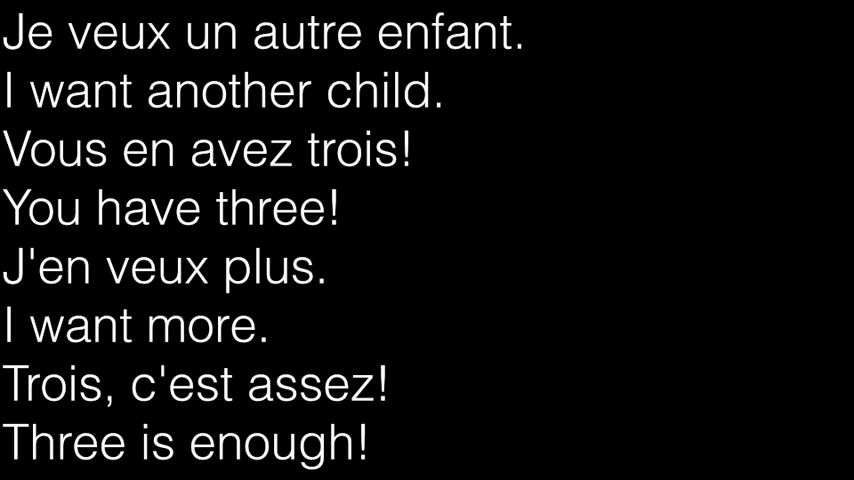 Je veux un autre enfant.
I want another child.
Vous en avez trois!
You have three!
J'en veux plus.
I want more.
Trois, c'est assez!
Three is enough!